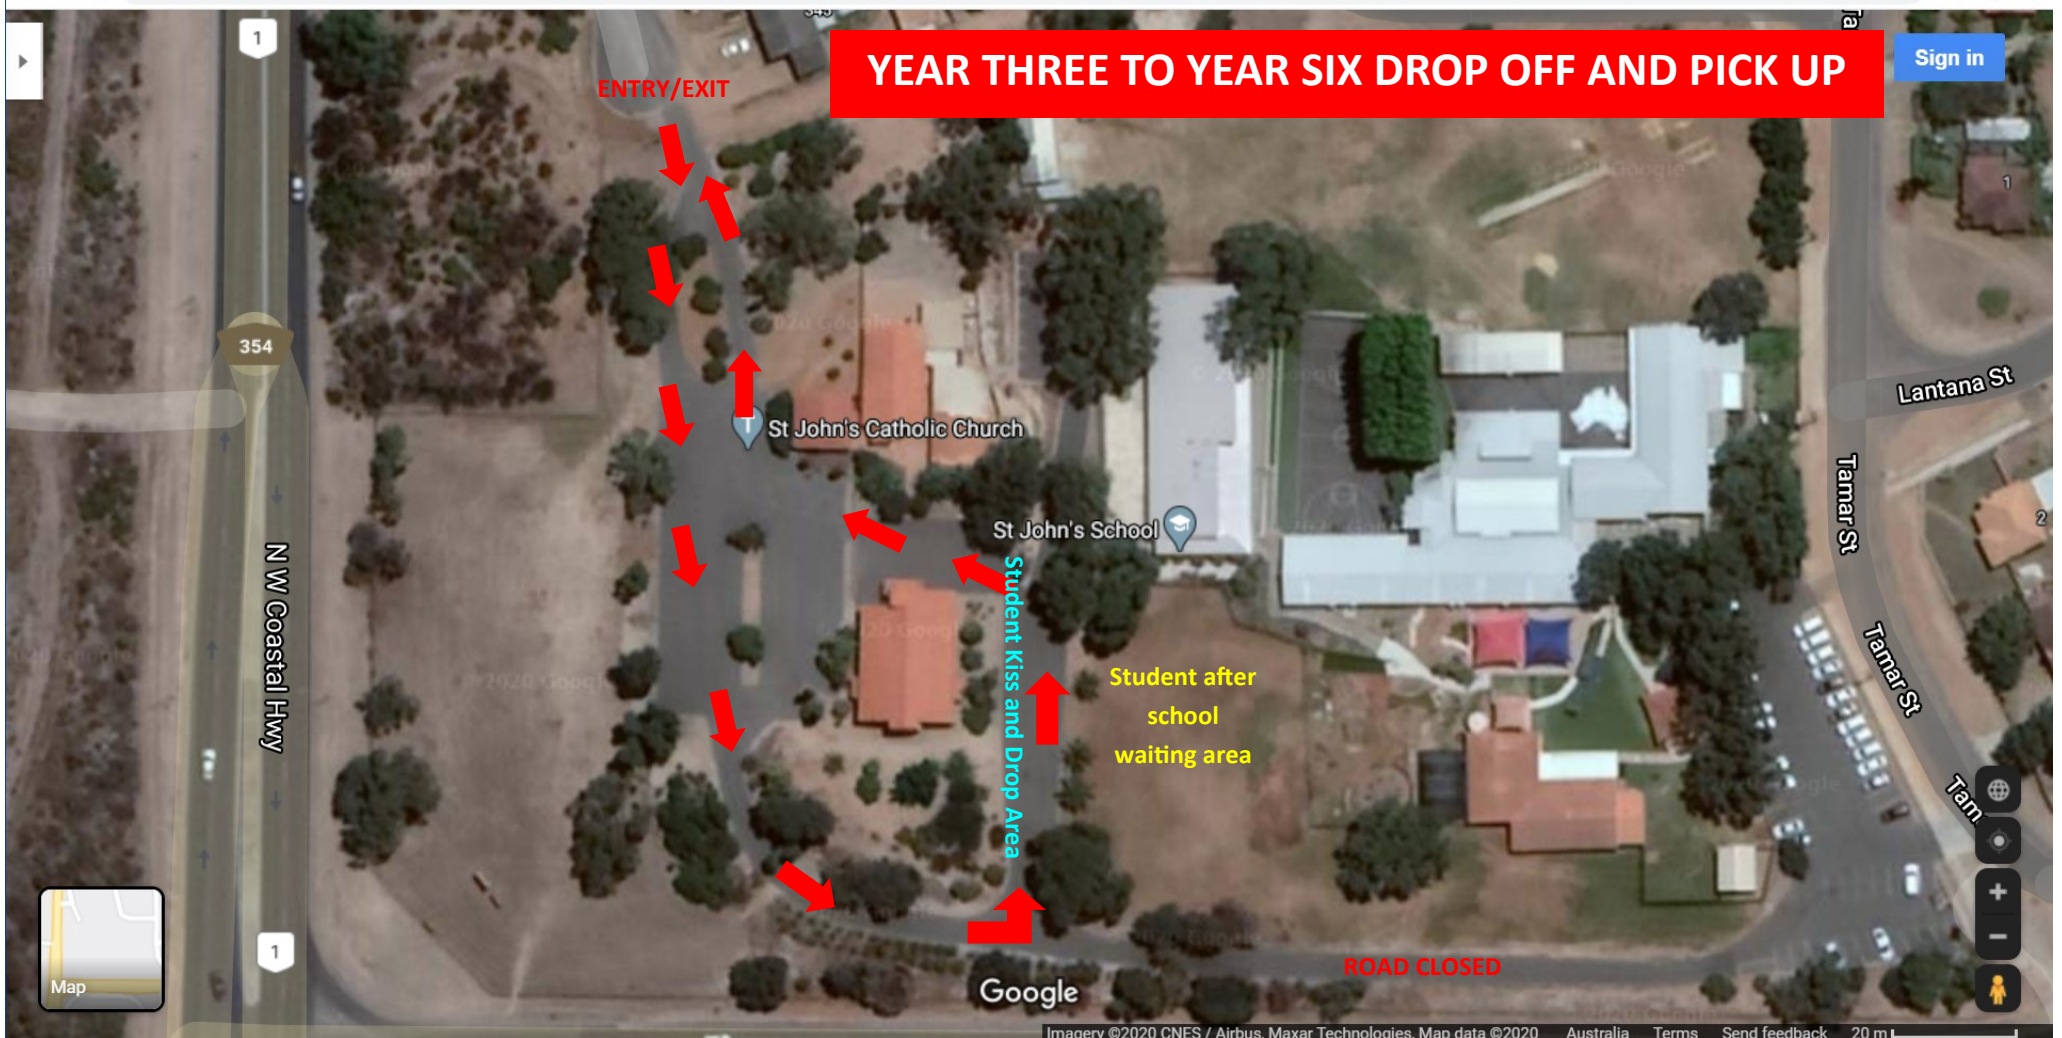 345
1
YEAR THREE TO YEAR SIX DROP OFF AND PICK UP
Sign in
ENTRY/EXIT
1
354
Lantana St
St John's Catholic Church
Tamar St
St John's School
2
N W Coastal Hwy
Student Kiss and Drop Area
Student after
school
waiting area
Tamar St
Tam
ROAD CLOSED
1
Map
Google
Imagery ©2020 CNES / Airbus, Maxar Technologies, Map data ©2020 Australia Terms Send feedback 20 m